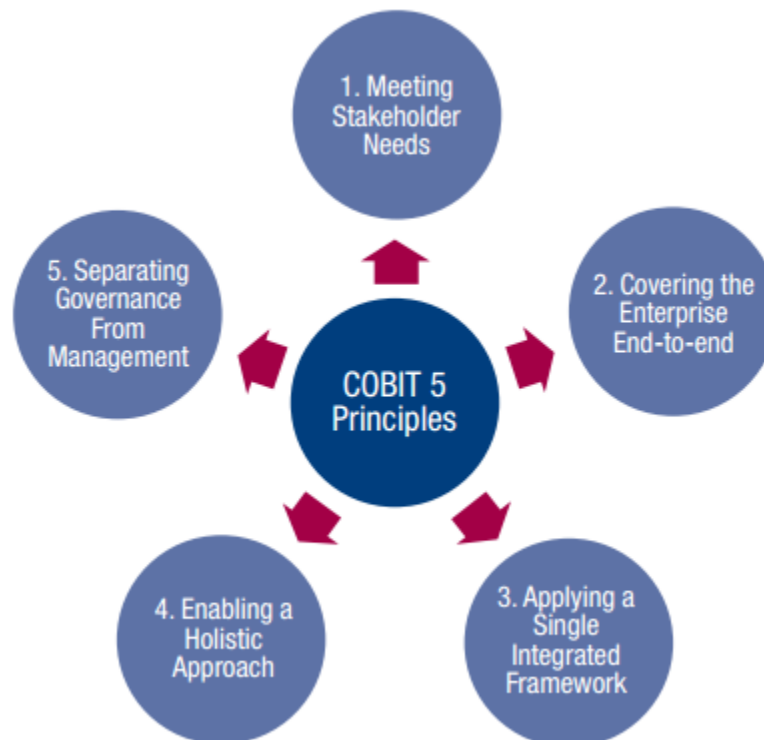 1. Meeting
Stakeholder
Needs
5. Separating
Governance
From
Management
2. Covering the
Enterprise
End-to-end
COBIT 5
Principles
4. Enabling a
Holistic
Approach
3. Applying a
Single
Integrated
Framework